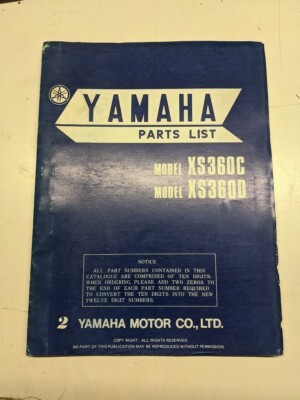 YAMAHA
PARTS LIST
MODEL XS360C
MODEL XS360D
NOTICE
ALL PART NUMBERS CONTAINED IN THIS
CATALOGUE ARE COMPRISED OF TEN DIGITS.
WHEN ORDERING, PLEASE ADD TWO ZEROS TO
THE END OF EACH PART NUMBER REQUIRED
TO CONVERT THE TEN DIGITS INTO THE NEW
TWELVE DIGIT NUMBERS.
2 YAMAHA MOTOR CO., LTD.
COPY RIGHT. ALL RIGHTS RESERVED
NO PART OF THIS PUBLICATION MAY BE REPRODUCED WITHOUT PERMISSION.